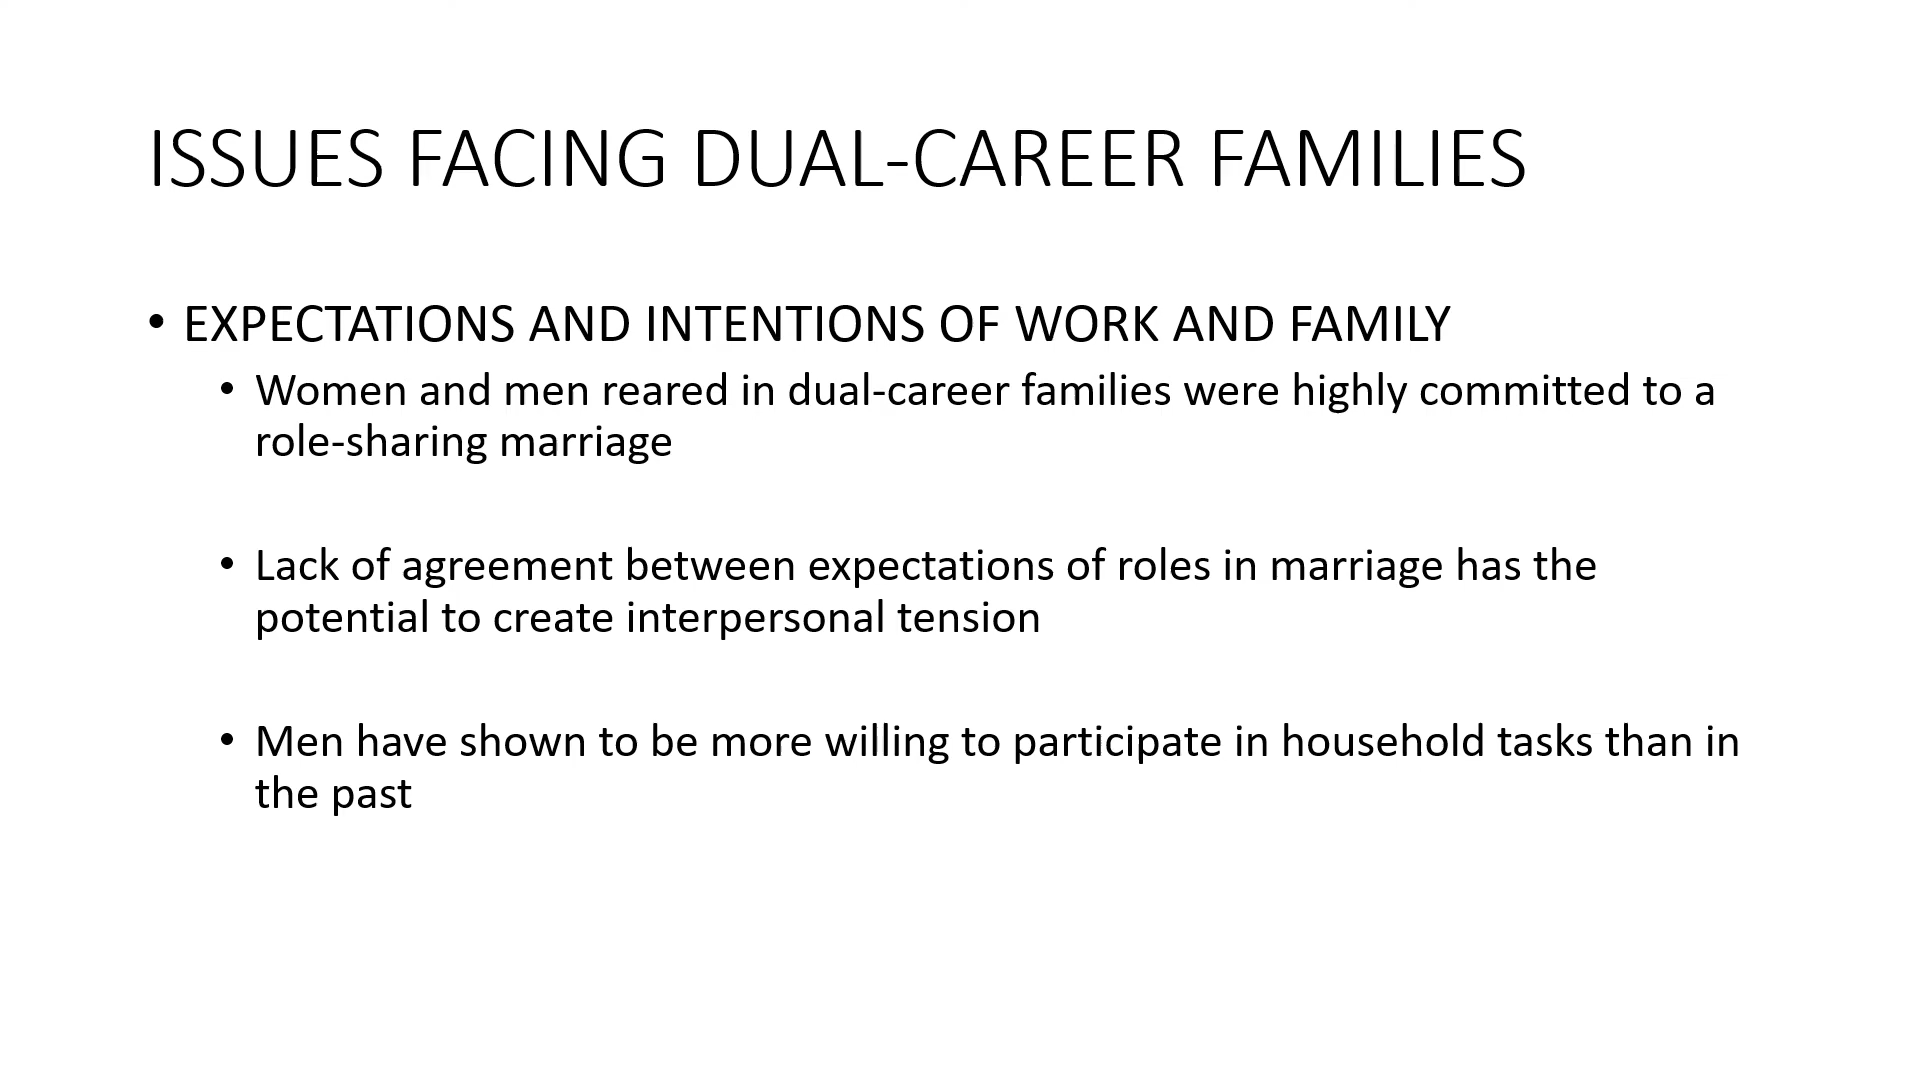 ISSUES FACING DUAL-CAREER FAMILIES
• EXPECTATIONS AND INTENTIONS OF WORK AND FAMILY
• Women and men reared in dual-career families were highly committed to a
role-sharing marriage
• Lack of agreement between expectations of roles in marriage has the
potential to create interpersonal tension
• Men have shown to be more willing to participate in household tasks than in
the past